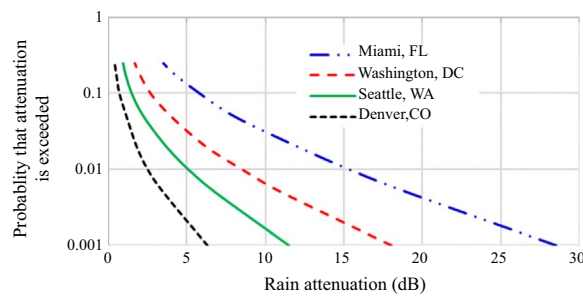 1
0.1
0.01
0.001
Probablity that attenuation
is exceeded
Miami, FL
Washington, DC
Seattle, WA
Denver,CO
0 5 10 15 20 25 30
Rain attenuation (dB)